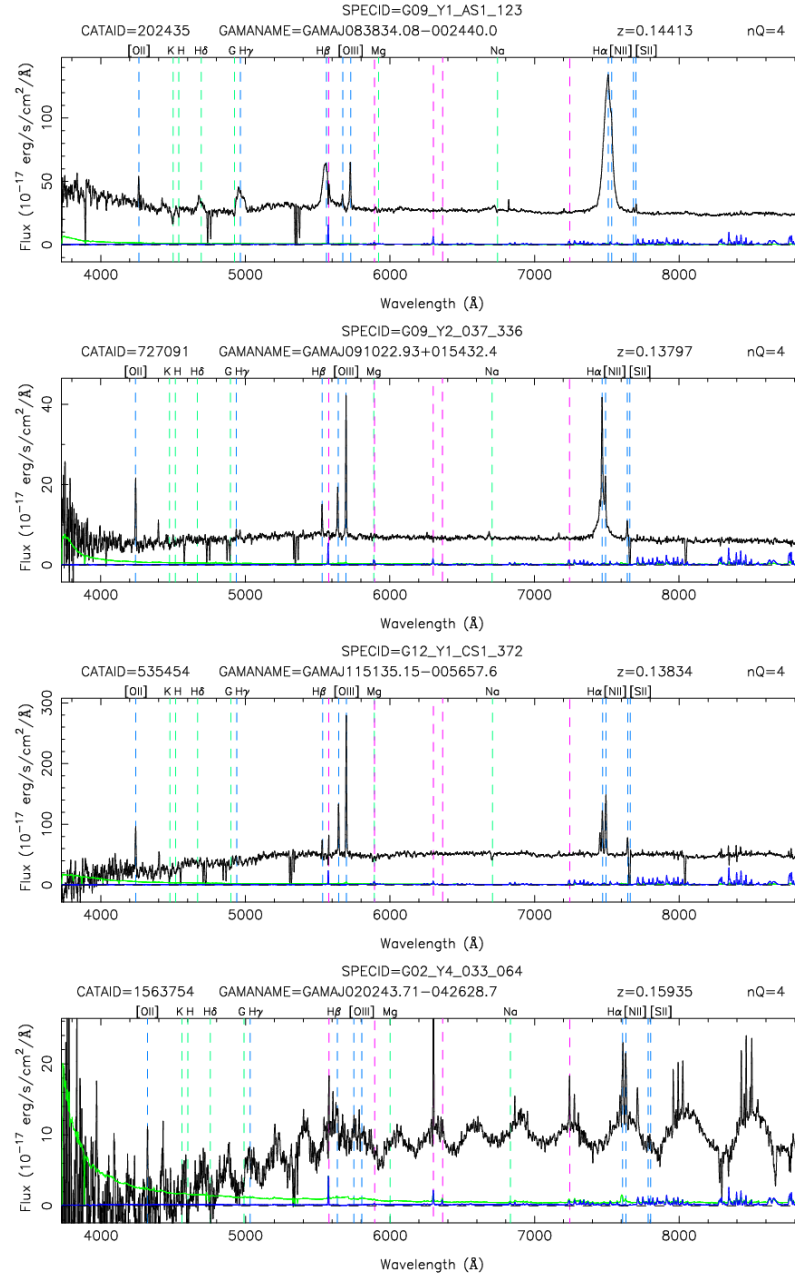 SPECID=G09_Y1_AS1_123
CATAID=202435 GAMANAME=GAMAJ083834.08-002440.0 z=0.14413 nQ=4
[OII] K H Hδ G Hγ Hβ [OIII] Mg Na Hα [NII] [SII]
Flux (10⁻¹⁷ erg/s/cm²/Å)
100
50
0
4000 5000 6000 7000 8000
Wavelength (Å)
SPECID=G09_Y2_037_336
CATAID=727091 GAMANAME=GAMAJ091022.93+015432.4 z=0.13797 nQ=4
[OII] K H Hδ G Hγ Hβ [OIII] Mg Na Hα [NII] [SII]
Flux (10⁻¹⁷ erg/s/cm²/Å)
40
20
0
4000 5000 6000 7000 8000
Wavelength (Å)
SPECID=G12_Y1_CS1_372
CATAID=535454 GAMANAME=GAMAJ115135.15-005657.6 z=0.13834 nQ=4
[OII] K H Hδ G Hγ Hβ [OIII] Mg Na Hα [NII] [SII]
Flux (10⁻¹⁷ erg/s/cm²/Å)
300
200
100
0
4000 5000 6000 7000 8000
Wavelength (Å)
SPECID=G02_Y4_033_064
CATAID=1563754 GAMANAME=GAMAJ020243.71-042628.7 z=0.15935 nQ=4
[OII] K H Hδ G Hγ Hβ [OIII] Mg Na Hα [NII] [SII]
Flux (10⁻¹⁷ erg/s/cm²/Å)
20
10
0
4000 5000 6000 7000 8000
Wavelength (Å)